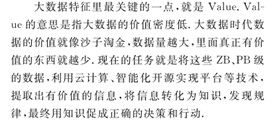 大数据特征里最关键的一点，就是 Value. Val-
ue 的意思是指大数据的价值密度低. 大数据时代数
据的价值就像沙子淘金，数据量越大，里面真正有价
值的东西就越少. 现在的任务就是将这些 ZB、PB 级
的数据，利用云计算、智能化开源实现平台等技术，
提取出有价值的信息，将信息转化为知识，发现规
律，最终用知识促成正确的决策和行动.